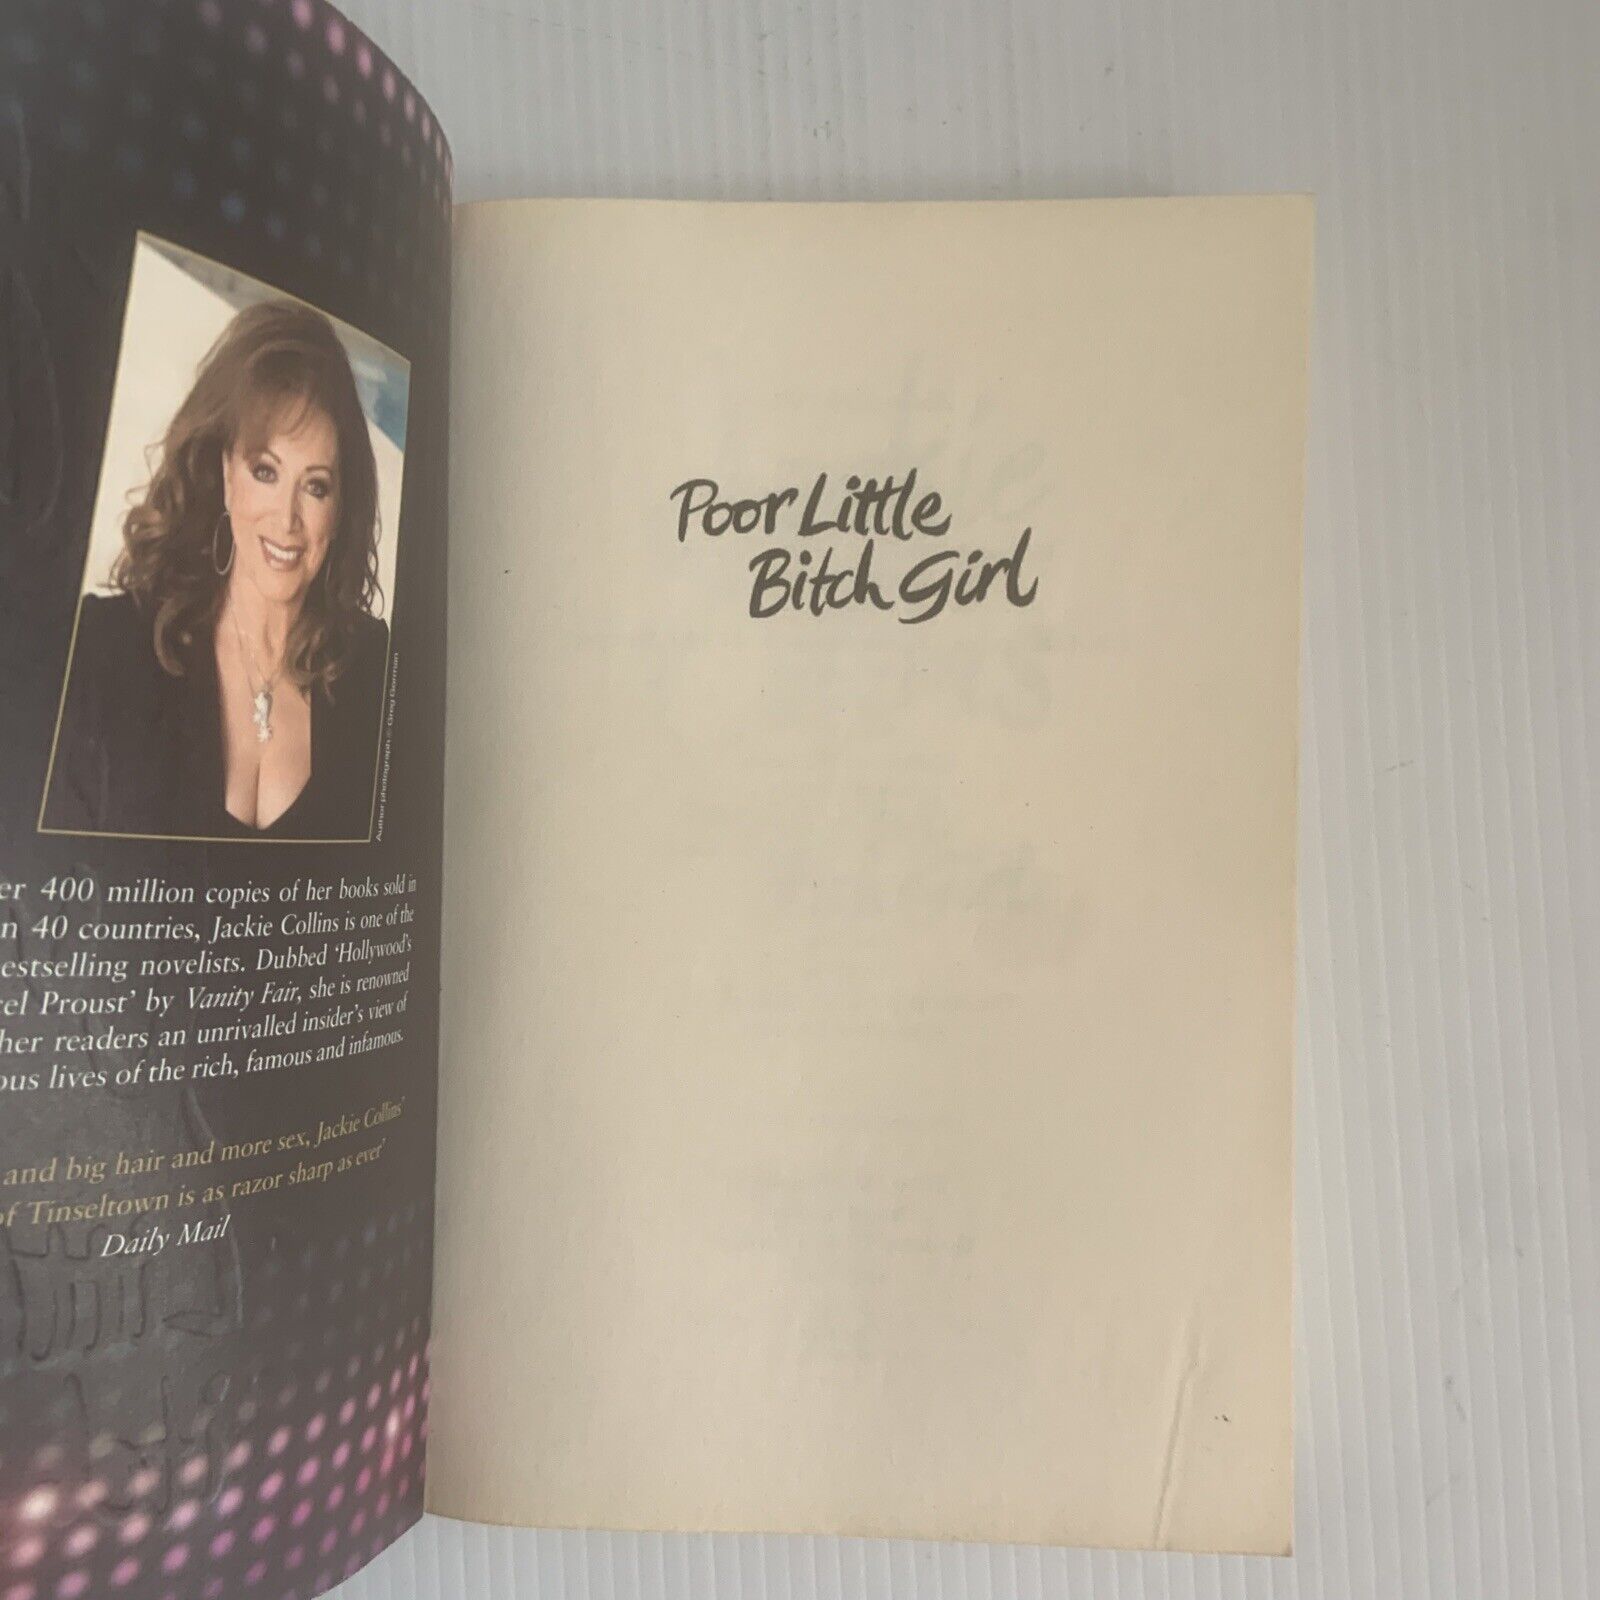 Author photograph © Greg Gorman
er 400 million copies of her books sold in
n 40 countries, Jackie Collins is one of the
estselling novelists. Dubbed ‘Hollywood's
cel Proust’ by Vanity Fair, she is renowned
her readers an unrivalled insider's view of
ous lives of the rich, famous and infamous.
and big hair and more sex, Jackie Collins’
of Tinseltown is as razor sharp as ever’
Daily Mail
Poor Little
Bitch Girl